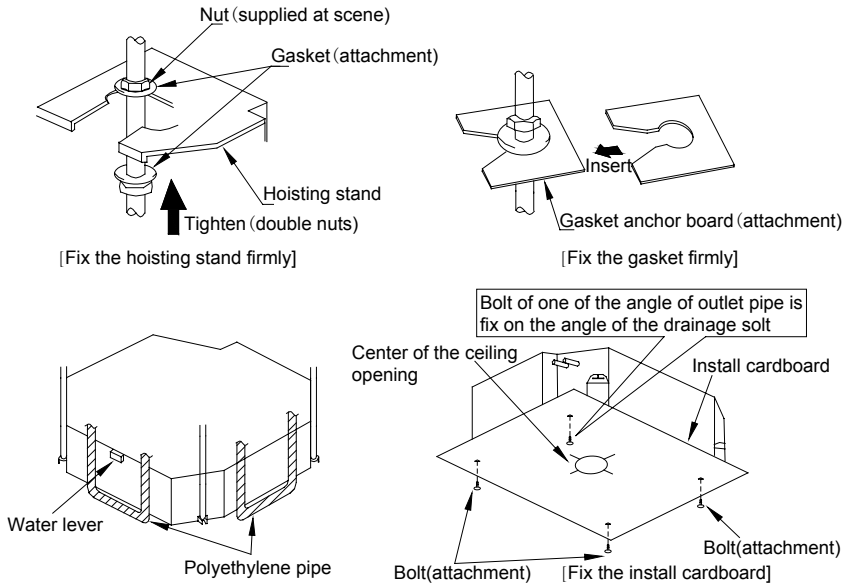 Nut (supplied at scene)
Gasket (attachment)
Hoisting stand
Tighten (double nuts)
[Fix the hoisting stand firmly]
Insert
Gasket anchor board (attachment)
[Fix the gasket firmly]
Bolt of one of the angle of outlet pipe is
fix on the angle of the drainage solt
Center of the ceiling
opening
Install cardboard
Water lever
Polyethylene pipe
Bolt(attachment)
Bolt(attachment)
[Fix the install cardboard]